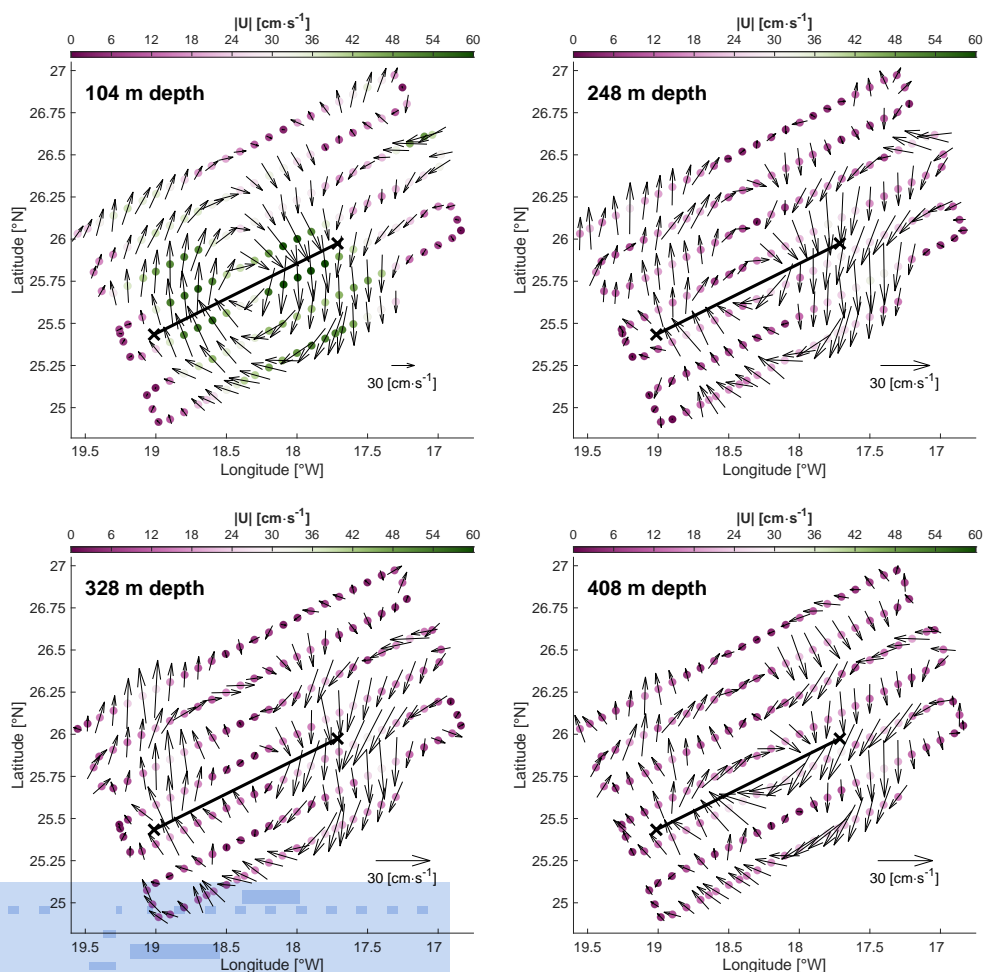 |U| [cm·s-1]
0 6 12 18 24 30 36 42 48 54 60
104 m depth
27
26.75
26.5
26.25
26
25.75
25.5
25.25
25
Latitude [°N]
30 [cm·s-1]
19.5 19 18.5 18 17.5 17
Longitude [°W]
|U| [cm·s-1]
0 6 12 18 24 30 36 42 48 54 60
248 m depth
27
26.75
26.5
26.25
26
25.75
25.5
25.25
25
Latitude [°N]
30 [cm·s-1]
19.5 19 18.5 18 17.5 17
Longitude [°W]
|U| [cm·s-1]
0 6 12 18 24 30 36 42 48 54 60
328 m depth
27
26.75
26.5
26.25
26
25.75
25.5
25.25
25
Latitude [°N]
30 [cm·s-1]
19.5 19 18.5 18 17.5 17
Longitude [°W]
|U| [cm·s-1]
0 6 12 18 24 30 36 42 48 54 60
408 m depth
27
26.75
26.5
26.25
26
25.75
25.5
25.25
25
Latitude [°N]
30 [cm·s-1]
19.5 19 18.5 18 17.5 17
Longitude [°W]